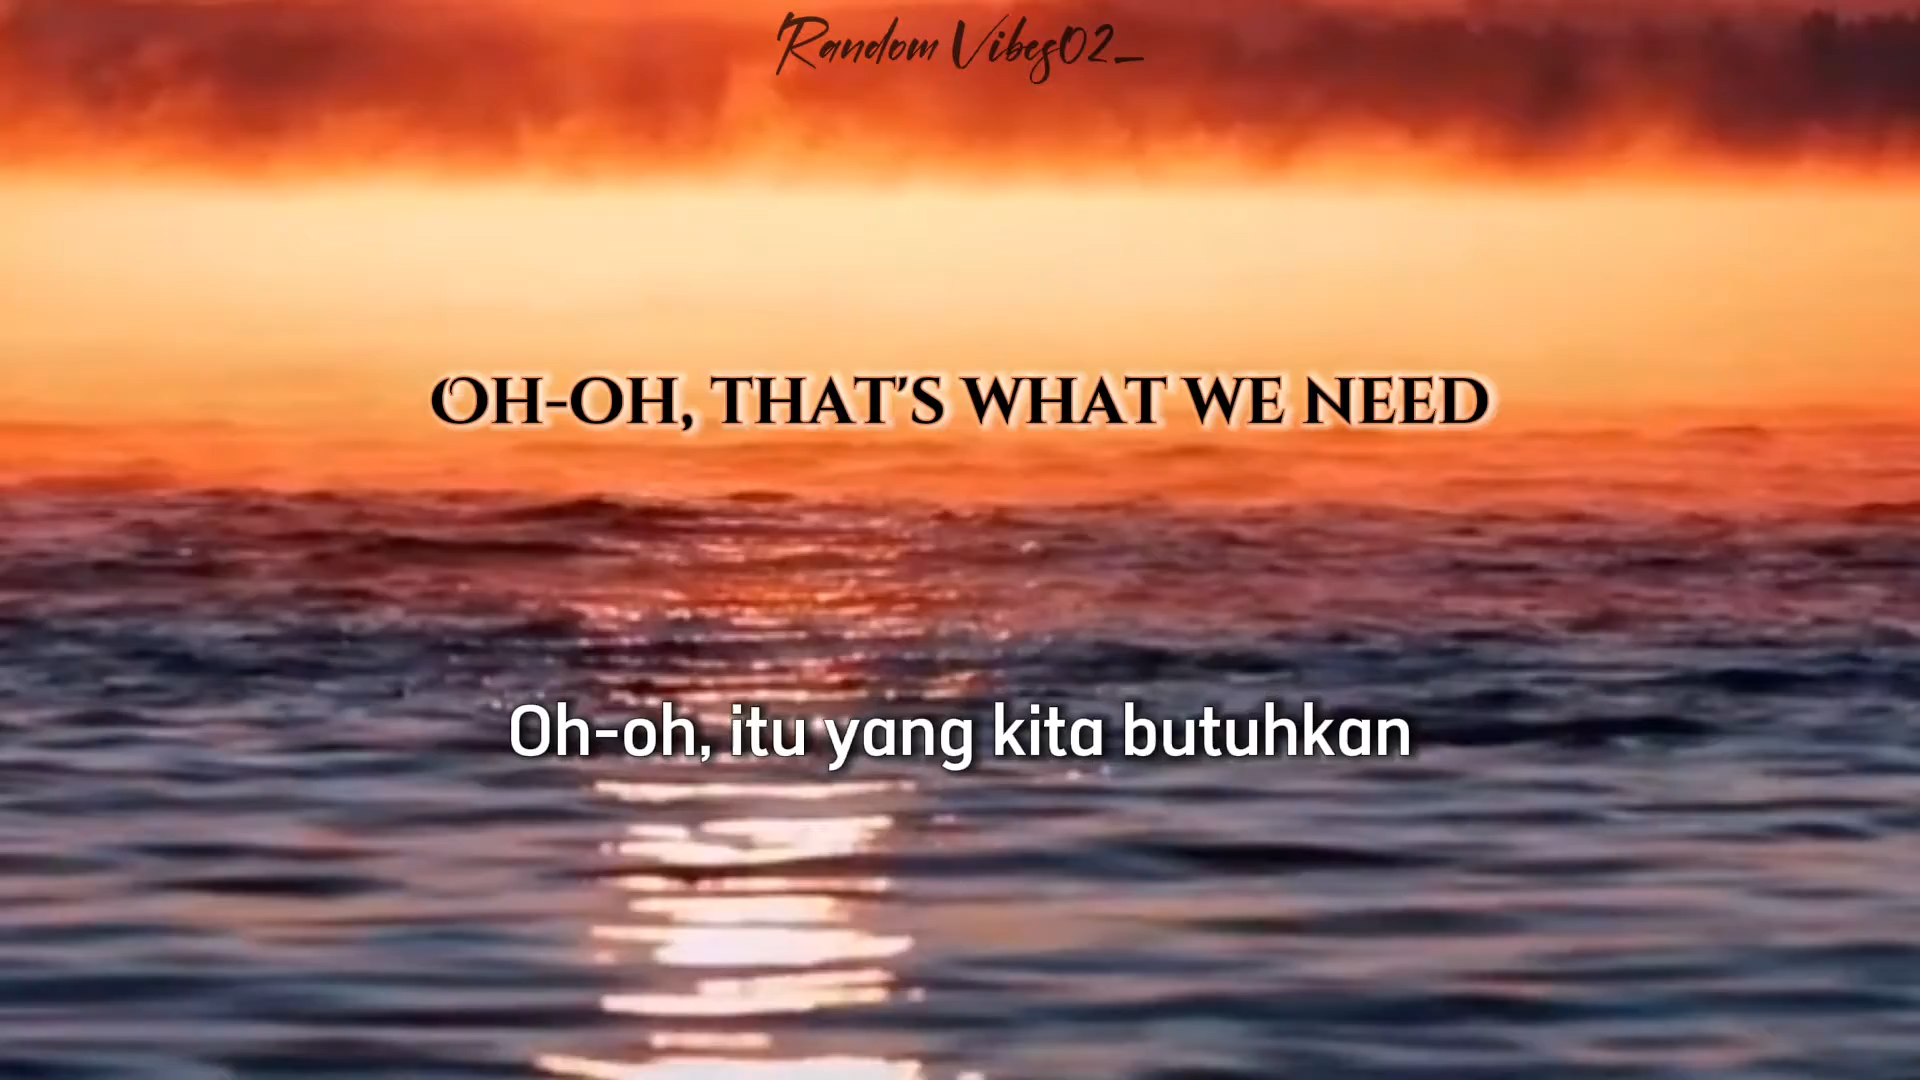 Random Vibes02_
Oh-oh, that's what we need
Oh-oh, itu yang kita butuhkan